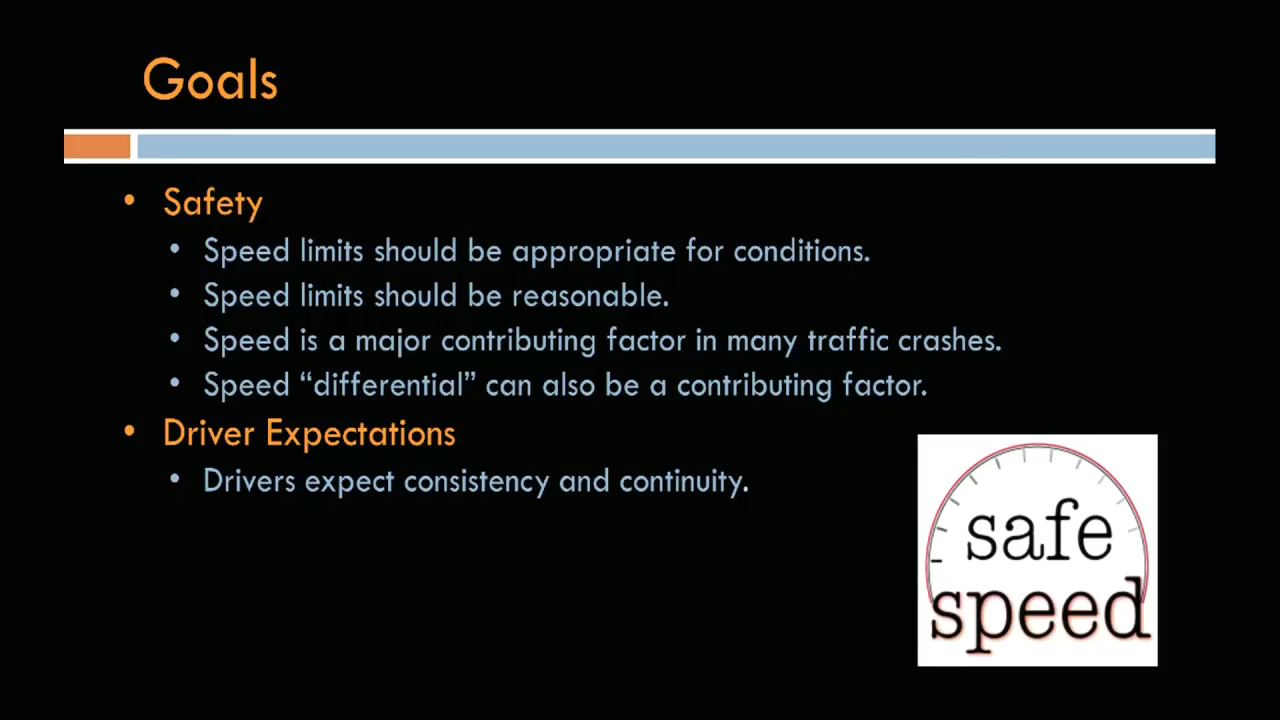 Goals
• Safety
• Speed limits should be appropriate for conditions.
• Speed limits should be reasonable.
• Speed is a major contributing factor in many traffic crashes.
• Speed “differential” can also be a contributing factor.
• Driver Expectations
• Drivers expect consistency and continuity.
safe
speed